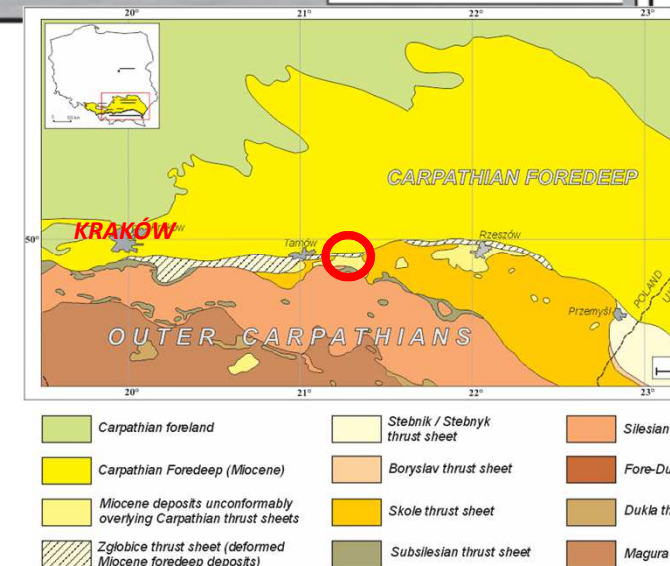 20°
21°
22°
23°
CARPATHIAN FOREDEEP
50°
KRAKÓW
Tarnów
Rzeszów
Przemyśl
POLAND
OUTER CARPATHIANS
20°
21°
22°
23°
Carpathian foreland
Carpathian Foredeep (Miocene)
Miocene deposits unconformably
overlying Carpathian thrust sheets
Zgłobice thrust sheet (deformed
Miocene foredeep deposits)
Stebnik / Stebnyk
thrust sheet
Boryslav thrust sheet
Skole thrust sheet
Subsilesian thrust sheet
Silesian
Fore-Du
Dukla th
Magura